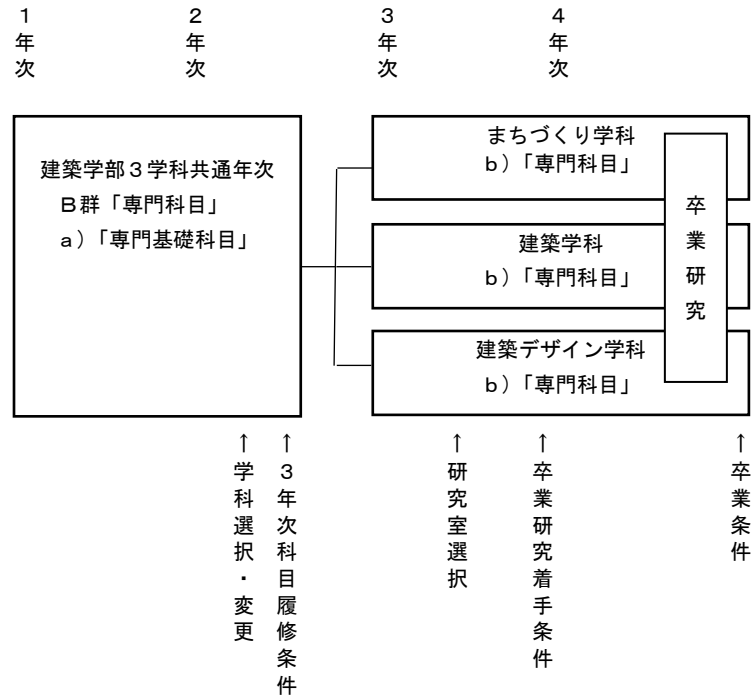 １年次
２年次
３年次
４年次
建築学部３学科共通年次
Ｂ群「専門科目」
ａ）「専門基礎科目」
まちづくり学科
ｂ）「専門科目」
建築学科
ｂ）「専門科目」
建築デザイン学科
ｂ）「専門科目」
卒業研究
↑学科選択・変更
↑３年次科目履修条件
↑研究室選択
↑卒業研究着手条件
↑卒業条件